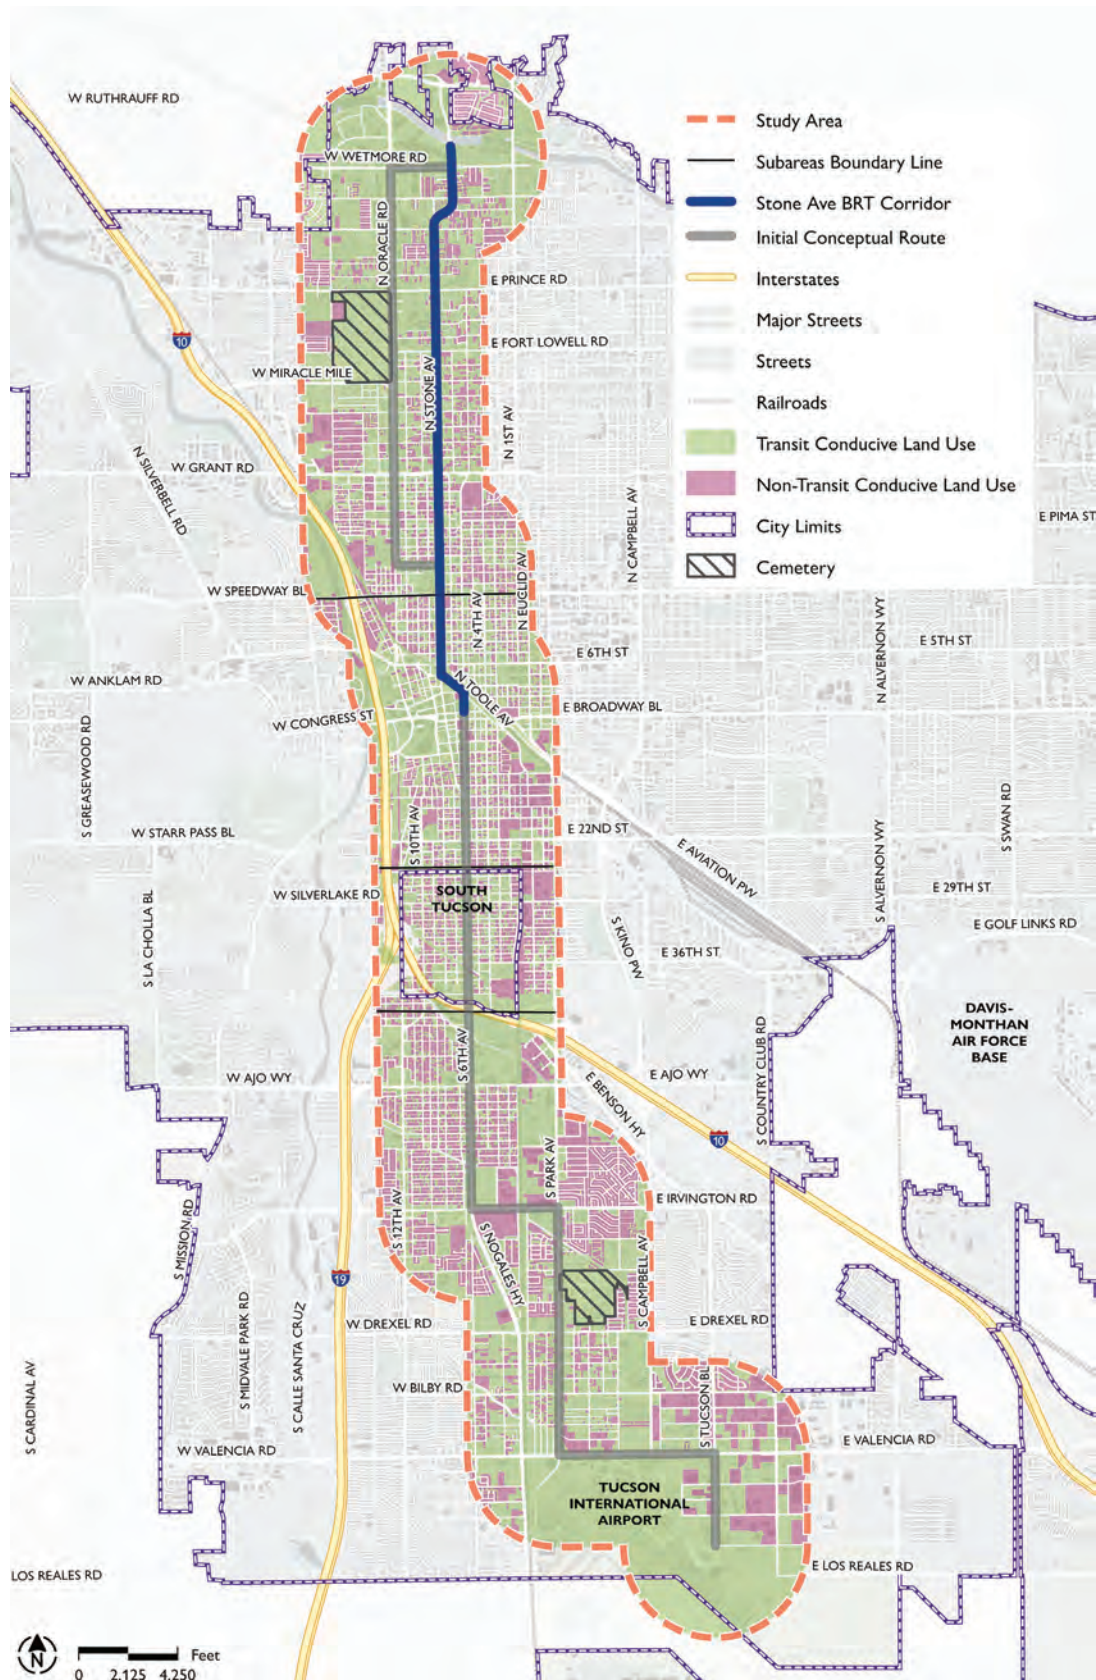 W RUTHRAUFF RD
W WETMORE RD
N ORACLE RD
E PRINCE RD
E FORT LOWELL RD
10
W MIRACLE MILE
N STONE AV
N 1ST AV
W GRANT RD
N SILVERBELL RD
N CAMPBELL AV
E PIMA ST
Study Area
Subareas Boundary Line
Stone Ave BRT Corridor
Initial Conceptual Route
Interstates
Major Streets
Streets
Railroads
Transit Conducive Land Use
Non-Transit Conducive Land Use
City Limits
Cemetery
W SPEEDWAY BL
N 4TH AV
N EUCLID AV
E 6TH ST
N ALVERNON WY
E 5TH ST
W ANKLAM RD
N TOOLE AV
E BROADWAY BL
W CONGRESS ST
S GREASEWOOD RD
W STARR PASS BL
S 10TH AV
E 22ND ST
E AVIATION PW
S SWAN RD
S ALVERNON WY
W SILVERLAKE RD
SOUTH
TUCSON
E 29TH ST
S LA CHOLLA BL
S KINO PW
E 36TH ST
E GOLF LINKS RD
DAVIS-
MONTHAN
AIR FORCE
BASE
S 6TH AV
W AJO WY
E AJO WY
E BENSON HY
S COUNTRY CLUB RD
10
S PARK AV
E IRVINGTON RD
S MISSION RD
S 12TH AV
S NOGALES HY
S CAMPBELL AV
19
S MIDVALE PARK RD
S CALLE SANTA CRUZ
W DREXEL RD
E DREXEL RD
S CARDINAL AV
W BILBY RD
S TUCSON BL
W VALENCIA RD
E VALENCIA RD
TUCSON
INTERNATIONAL
AIRPORT
LOS REALES RD
E LOS REALES RD
N
Feet
0 2,125 4,250